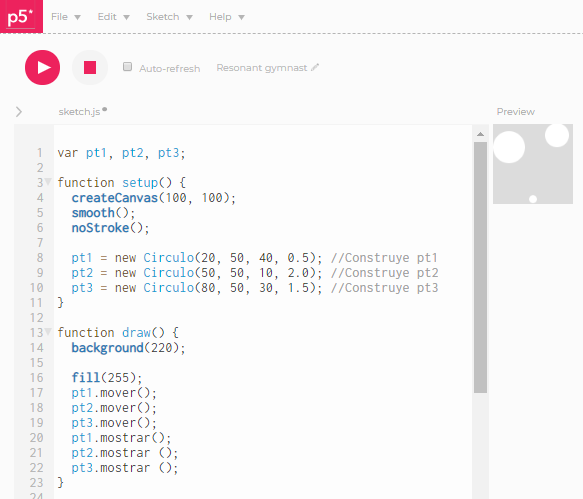 p5*
File Edit Sketch Help
Auto-refresh Resonant gymnast
sketch.js Preview
1 var pt1, pt2, pt3;
2
3 function setup() {
4 createCanvas(100, 100);
5 smooth();
6 noStroke();
7
8 pt1 = new Circulo(20, 50, 40, 0.5); //Construye pt1
9 pt2 = new Circulo(50, 50, 10, 2.0); //Construye pt2
10 pt3 = new Circulo(80, 50, 30, 1.5); //Construye pt3
11 }
12
13 function draw() {
14 background(220);
15
16 fill(255);
17 pt1.mover();
18 pt2.mover();
19 pt3.mover();
20 pt1.mostrar();
21 pt2.mostrar ();
22 pt3.mostrar ();
23 }
24